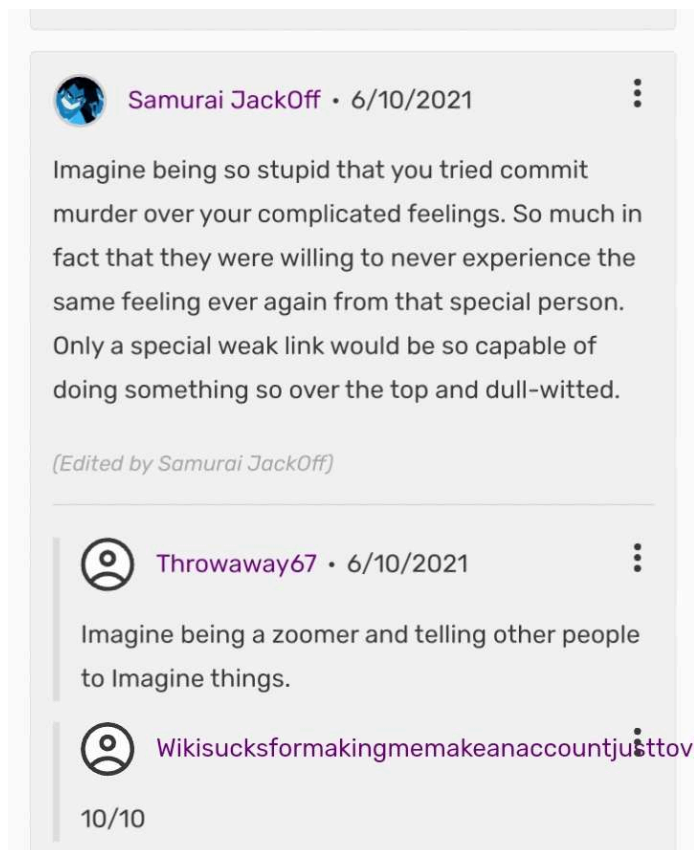 Samurai JackOff • 6/10/2021
Imagine being so stupid that you tried commit
murder over your complicated feelings. So much in
fact that they were willing to never experience the
same feeling ever again from that special person.
Only a special weak link would be so capable of
doing something so over the top and dull-witted.
(Edited by Samurai JackOff)
Throwaway67 • 6/10/2021
Imagine being a zoomer and telling other people
to Imagine things.
Wikisucksformakingmemakeanaccountjusttov
10/10